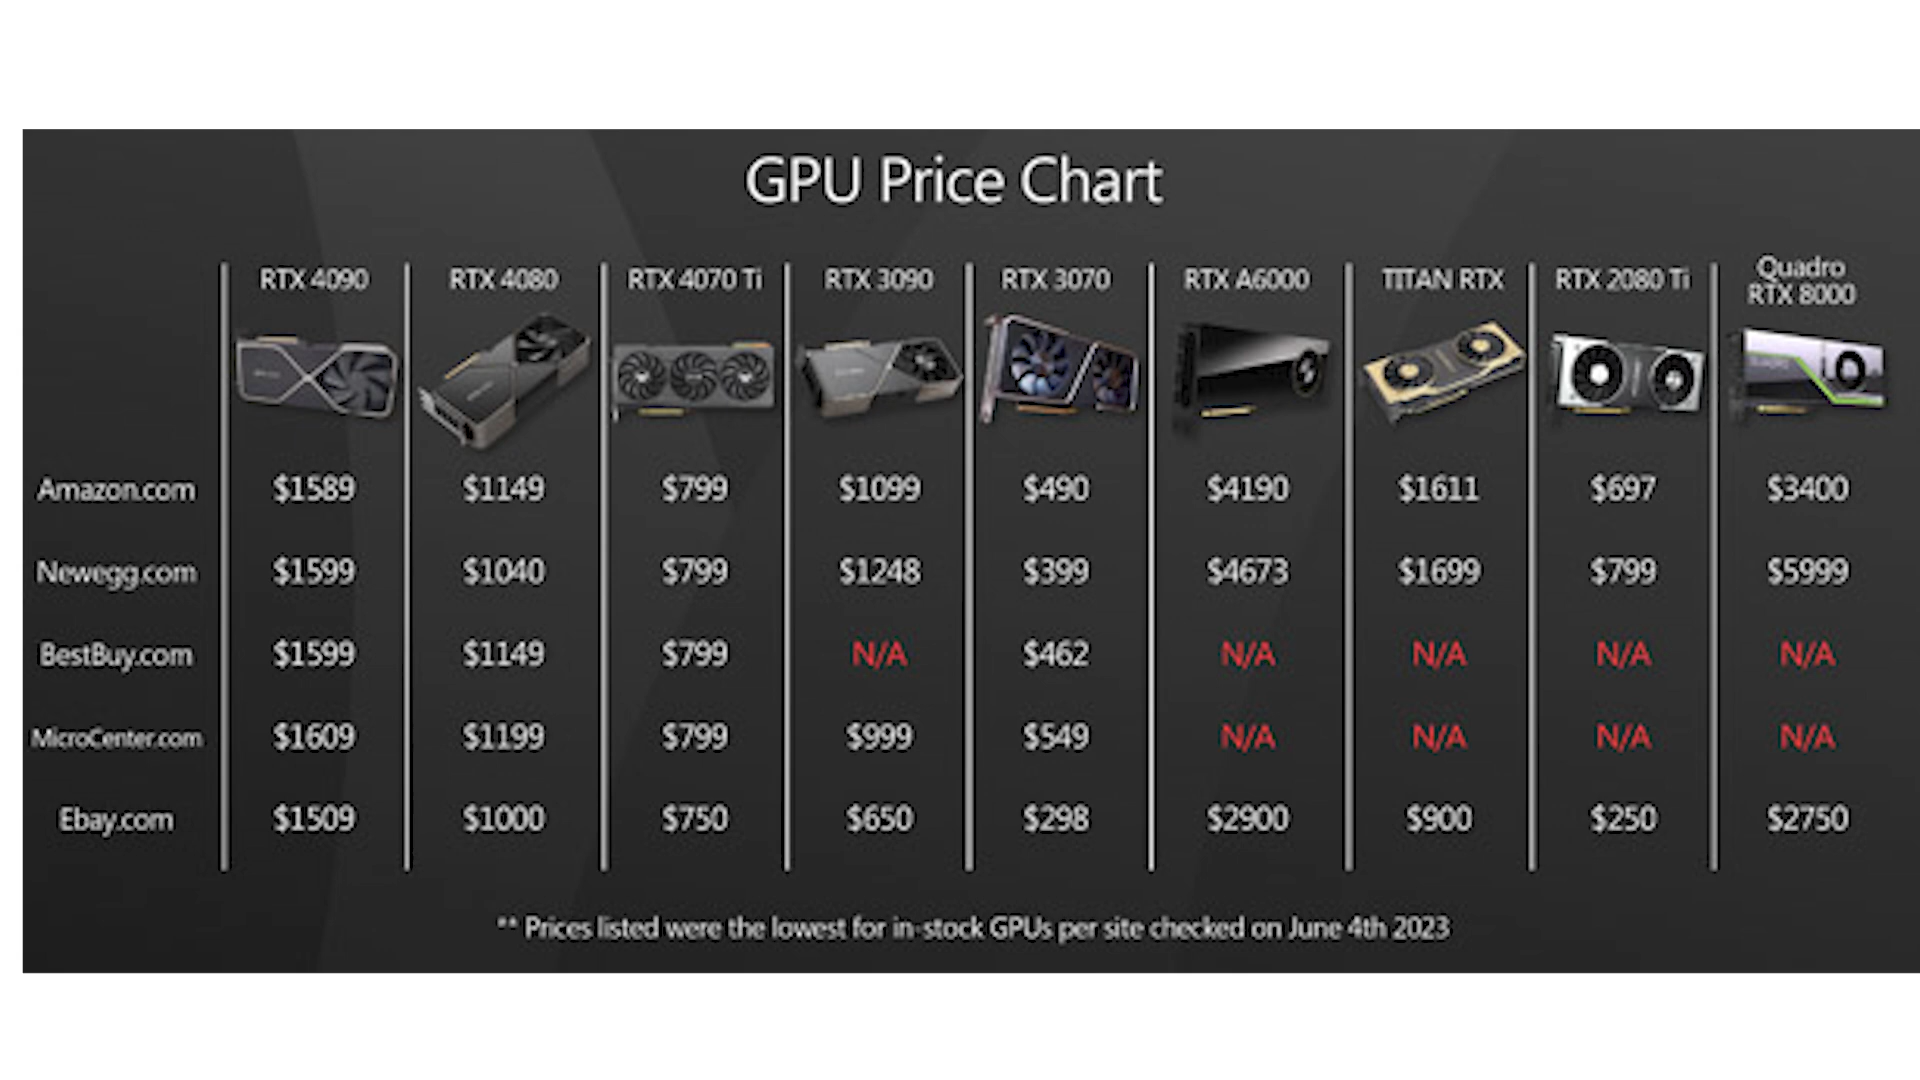 GPU Price Chart
RTX 4090 RTX 4080 RTX 4070 Ti RTX 3090 RTX 3070 RTX A6000 TITAN RTX RTX 2080 Ti Quadro RTX 8000
Amazon.com $1589 $1149 $799 $1099 $490 $4190 $1611 $697 $3400
Newegg.com $1599 $1040 $799 $1248 $399 $4673 $1699 $799 $5999
BestBuy.com $1599 $1149 $799 N/A $462 N/A N/A N/A N/A
MicroCenter.com $1609 $1199 $799 $999 $549 N/A N/A N/A N/A
Ebay.com $1509 $1000 $750 $650 $298 $2900 $900 $250 $2750
** Prices listed were the lowest for in-stock GPUs per site checked on June 4th 2023